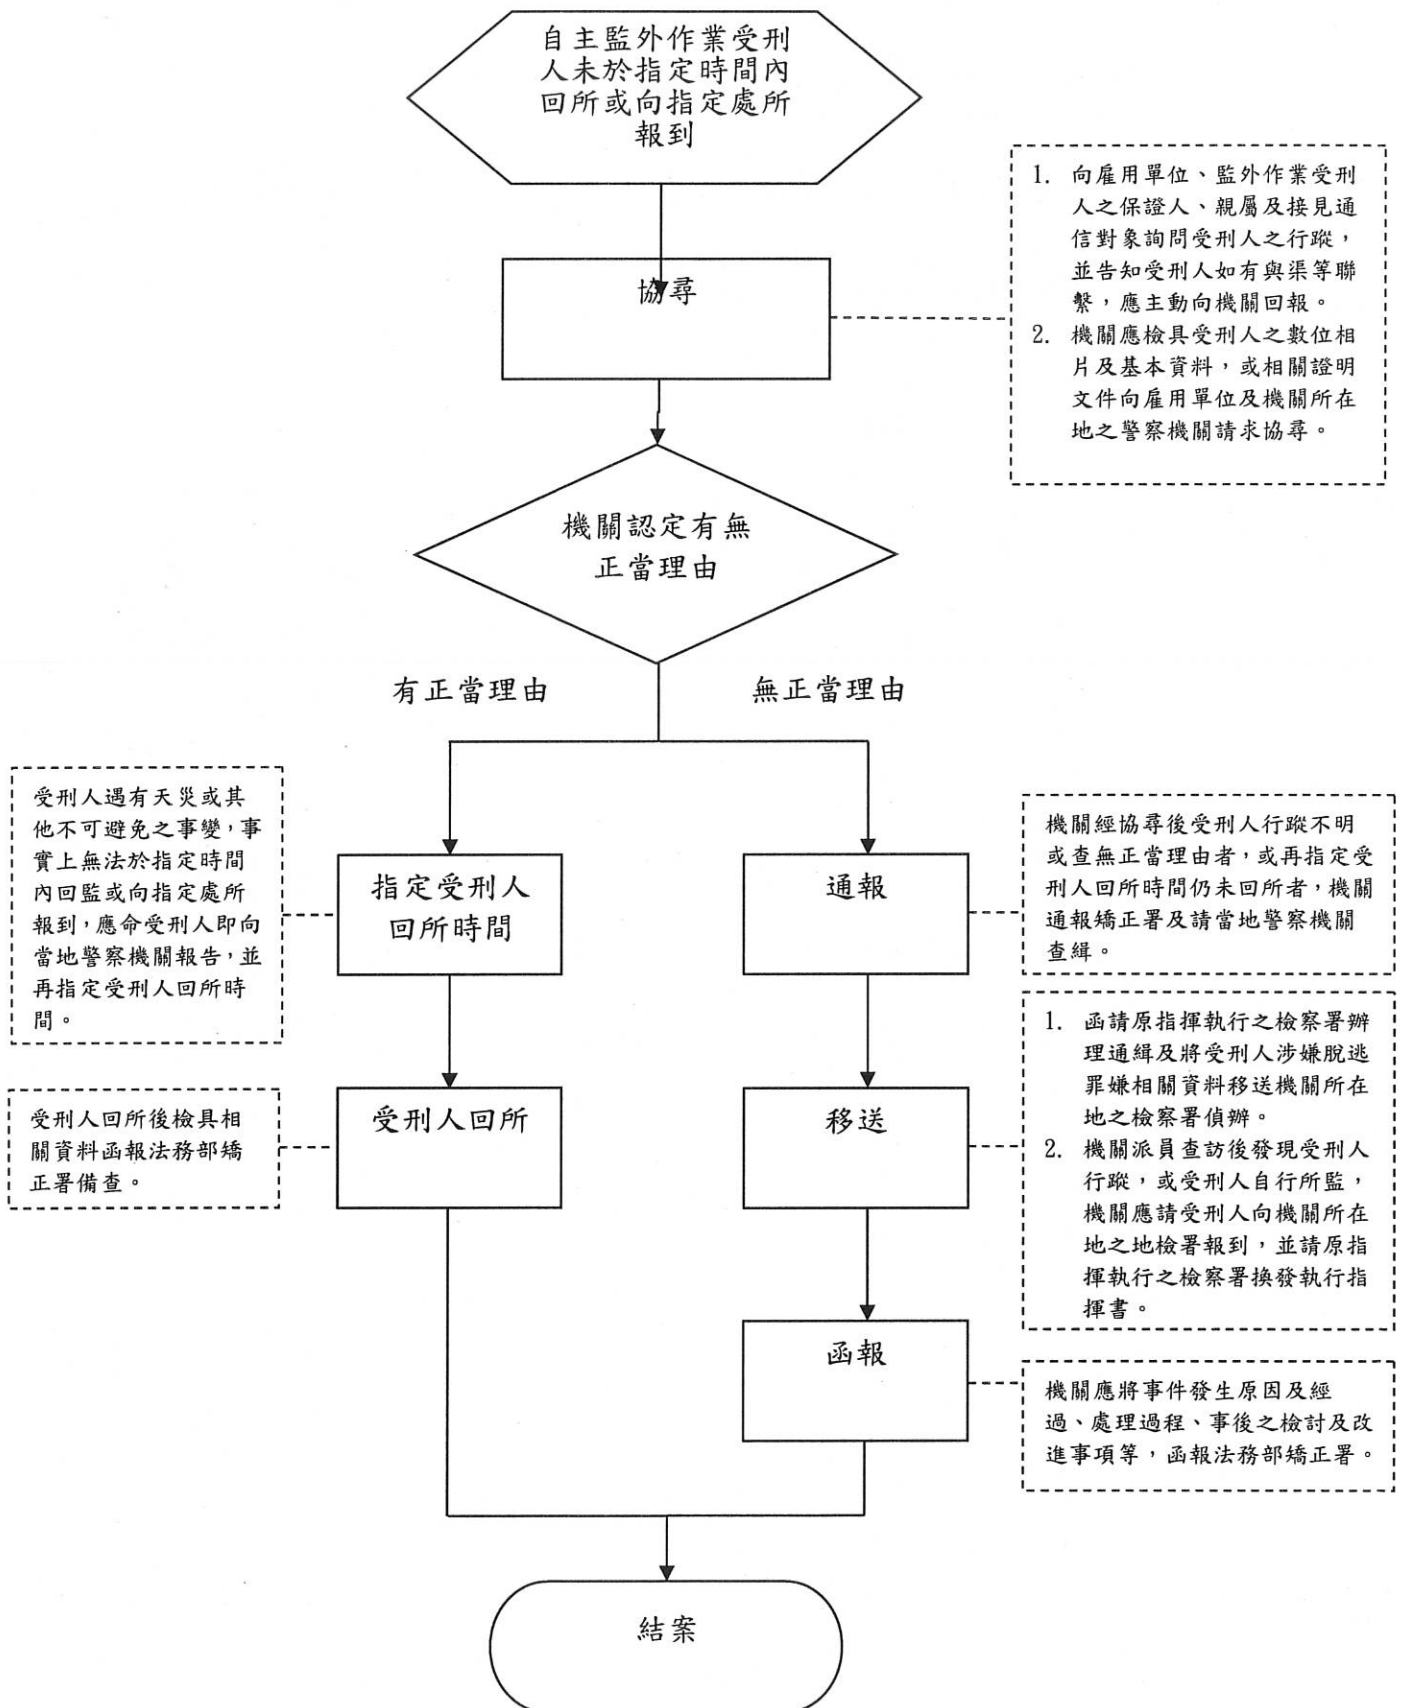 自主監外作業受刑
人未於指定時間內
回所或向指定處所
報到
1. 向雇用單位、監外作業受刑
人之保證人、親屬及接見通
信對象詢問受刑人之行蹤，
並告知受刑人如有與渠等聯
繫，應主動向機關回報。
2. 機關應檢具受刑人之數位相
片及基本資料，或相關證明
文件向雇用單位及機關所在
地之警察機關請求協尋。
協尋
機關認定有無
正當理由
有正當理由
無正當理由
受刑人遇有天災或其
他不可避免之事變，事
實上無法於指定時間
內回監或向指定處所
報到，應命受刑人即向
當地警察機關報告，並
再指定受刑人回所時
間。
指定受刑人
回所時間
通報
機關經協尋後受刑人行蹤不明
或查無正當理由者，或再指定受
刑人回所時間仍未回所者，機關
通報矯正署及請當地警察機關
查緝。
受刑人回所後檢具相
關資料函報法務部矯
正署備查。
受刑人回所
移送
1. 函請原指揮執行之檢察署辦
理通緝及將受刑人涉嫌脫逃
罪嫌相關資料移送機關所在
地之檢察署偵辦。
2. 機關派員查訪後發現受刑人
行蹤，或受刑人自行所監，
機關應請受刑人向機關所在
地之地檢署報到，並請原指
揮執行之檢察署換發執行指
揮書。
函報
機關應將事件發生原因及經
過、處理過程、事後之檢討及改
進事項等，函報法務部矯正署。
結案